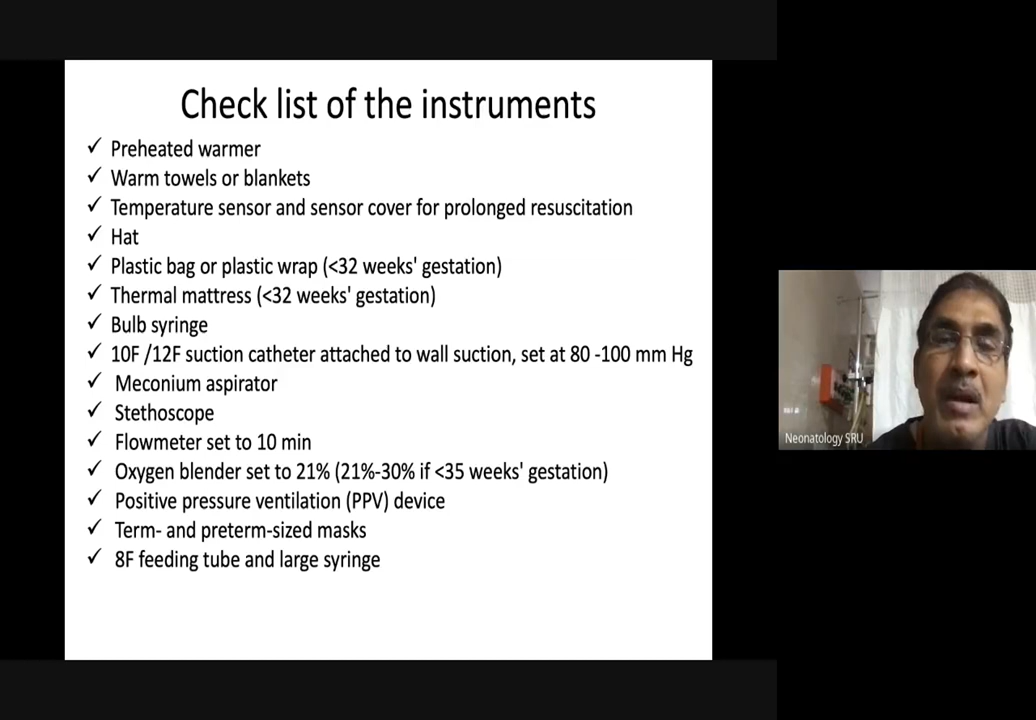 Check list of the instruments
✓ Preheated warmer
✓ Warm towels or blankets
✓ Temperature sensor and sensor cover for prolonged resuscitation
✓ Hat
✓ Plastic bag or plastic wrap (<32 weeks' gestation)
✓ Thermal mattress (<32 weeks' gestation)
✓ Bulb syringe
✓ 10F /12F suction catheter attached to wall suction, set at 80 -100 mm Hg
✓ Meconium aspirator
✓ Stethoscope
✓ Flowmeter set to 10 min
✓ Oxygen blender set to 21% (21%-30% if <35 weeks' gestation)
✓ Positive pressure ventilation (PPV) device
✓ Term- and preterm-sized masks
✓ 8F feeding tube and large syringe
Neonatology SRU